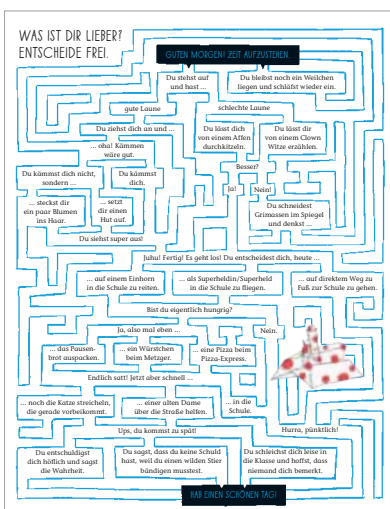 WAS IST DIR LIEBER?
ENTSCHEIDE FREI.
GUTEN MORGEN! ZEIT AUFZUSTEHEN...
Du stehst auf
und hast ...
Du bleibst noch ein Weilchen
liegen und schläfst wieder ein.
gute Laune
schlechte Laune
Du ziehst dich an und ...
Du lässt dich
von einem Affen
durchkitzeln.
Du lässt dir
von einem Clown
Witze erzählen.
... oha! Kämmen
wäre gut.
Besser?
Du kämmst dich nicht,
sondern ...
Du kämmst
dich.
Ja!
Nein!
... steckst dir
ein paar Blumen
ins Haar.
... setzt
dir einen
Hut auf.
Du schneidest
Grimassen im Spiegel
und denkst ...
Du siehst super aus!
Juhu! Fertig! Es geht los! Du entscheidest dich, heute ...
... auf einem Einhorn
in die Schule zu reiten.
... als Superheldin/Superheld
in die Schule zu fliegen.
... auf direktem Weg zu
Fuß zur Schule zu gehen.
Bist du eigentlich hungrig?
Ja, also mal eben ...
Nein.
... das Pausen-
brot auspacken.
... ein Würstchen
beim Metzger.
... eine Pizza beim
Pizza-Express.
Endlich satt! Jetzt aber schnell ...
... noch die Katze streicheln,
die gerade vorbeikommt.
... einer alten Dame
über die Straße helfen.
... in die
Schule.
Ups, du kommst zu spät!
Hurra, pünktlich!
Du entschuldigst
dich höflich und sagst
die Wahrheit.
Du sagst, dass du keine Schuld
hast, weil du einen wilden Stier
bändigen musstest.
Du schleichst dich leise in
die Klasse und hoffst, dass
niemand dich bemerkt.
HAB EINEN SCHÖNEN TAG!